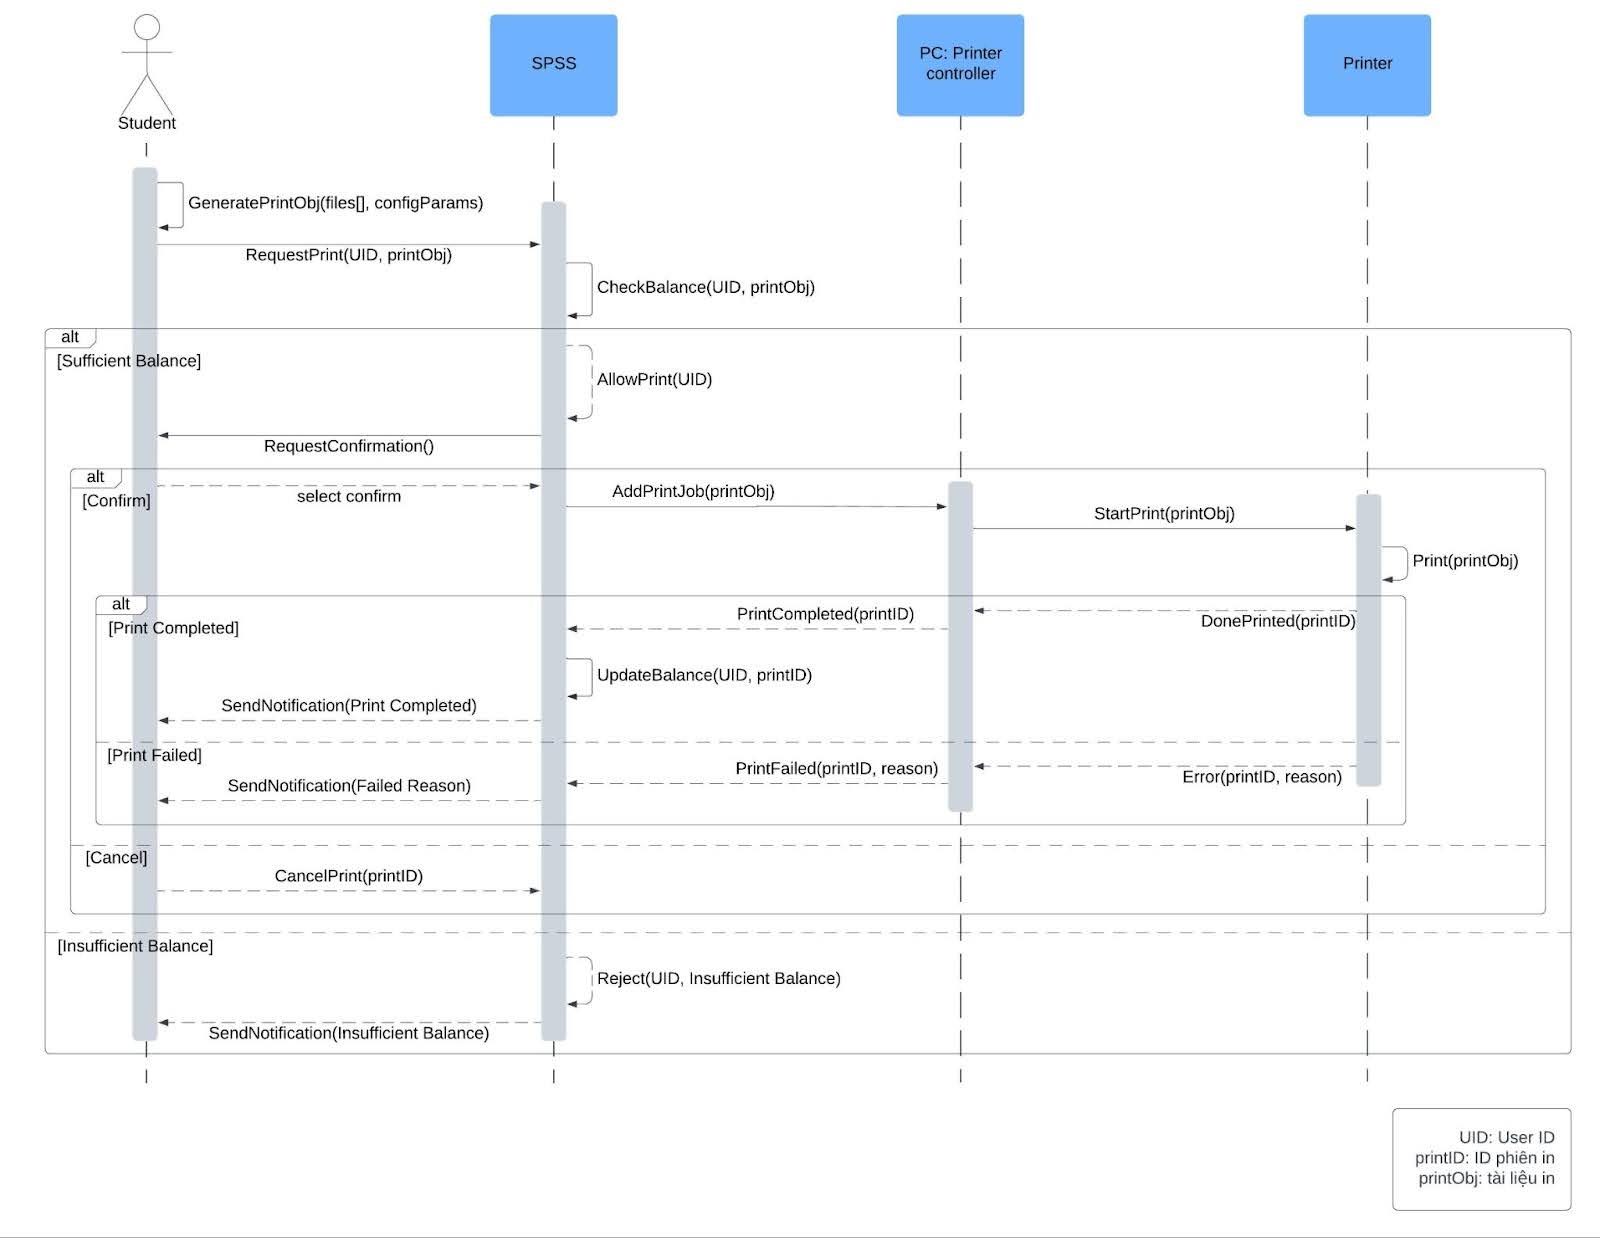 Student
SPSS
PC: Printer
controller
Printer
GeneratePrintObj(files[], configParams)
RequestPrint(UID, printObj)
CheckBalance(UID, printObj)
alt
[Sufficient Balance]
AllowPrint(UID)
RequestConfirmation()
alt
[Confirm]
select confirm
AddPrintJob(printObj)
StartPrint(printObj)
Print(printObj)
alt
[Print Completed]
PrintCompleted(printID)
DonePrinted(printID)
UpdateBalance(UID, printID)
SendNotification(Print Completed)
[Print Failed]
PrintFailed(printID, reason)
Error(printID, reason)
SendNotification(Failed Reason)
[Cancel]
CancelPrint(printID)
[Insufficient Balance]
Reject(UID, Insufficient Balance)
SendNotification(Insufficient Balance)
UID: User ID
printID: ID phiên in
printObj: tài liệu in